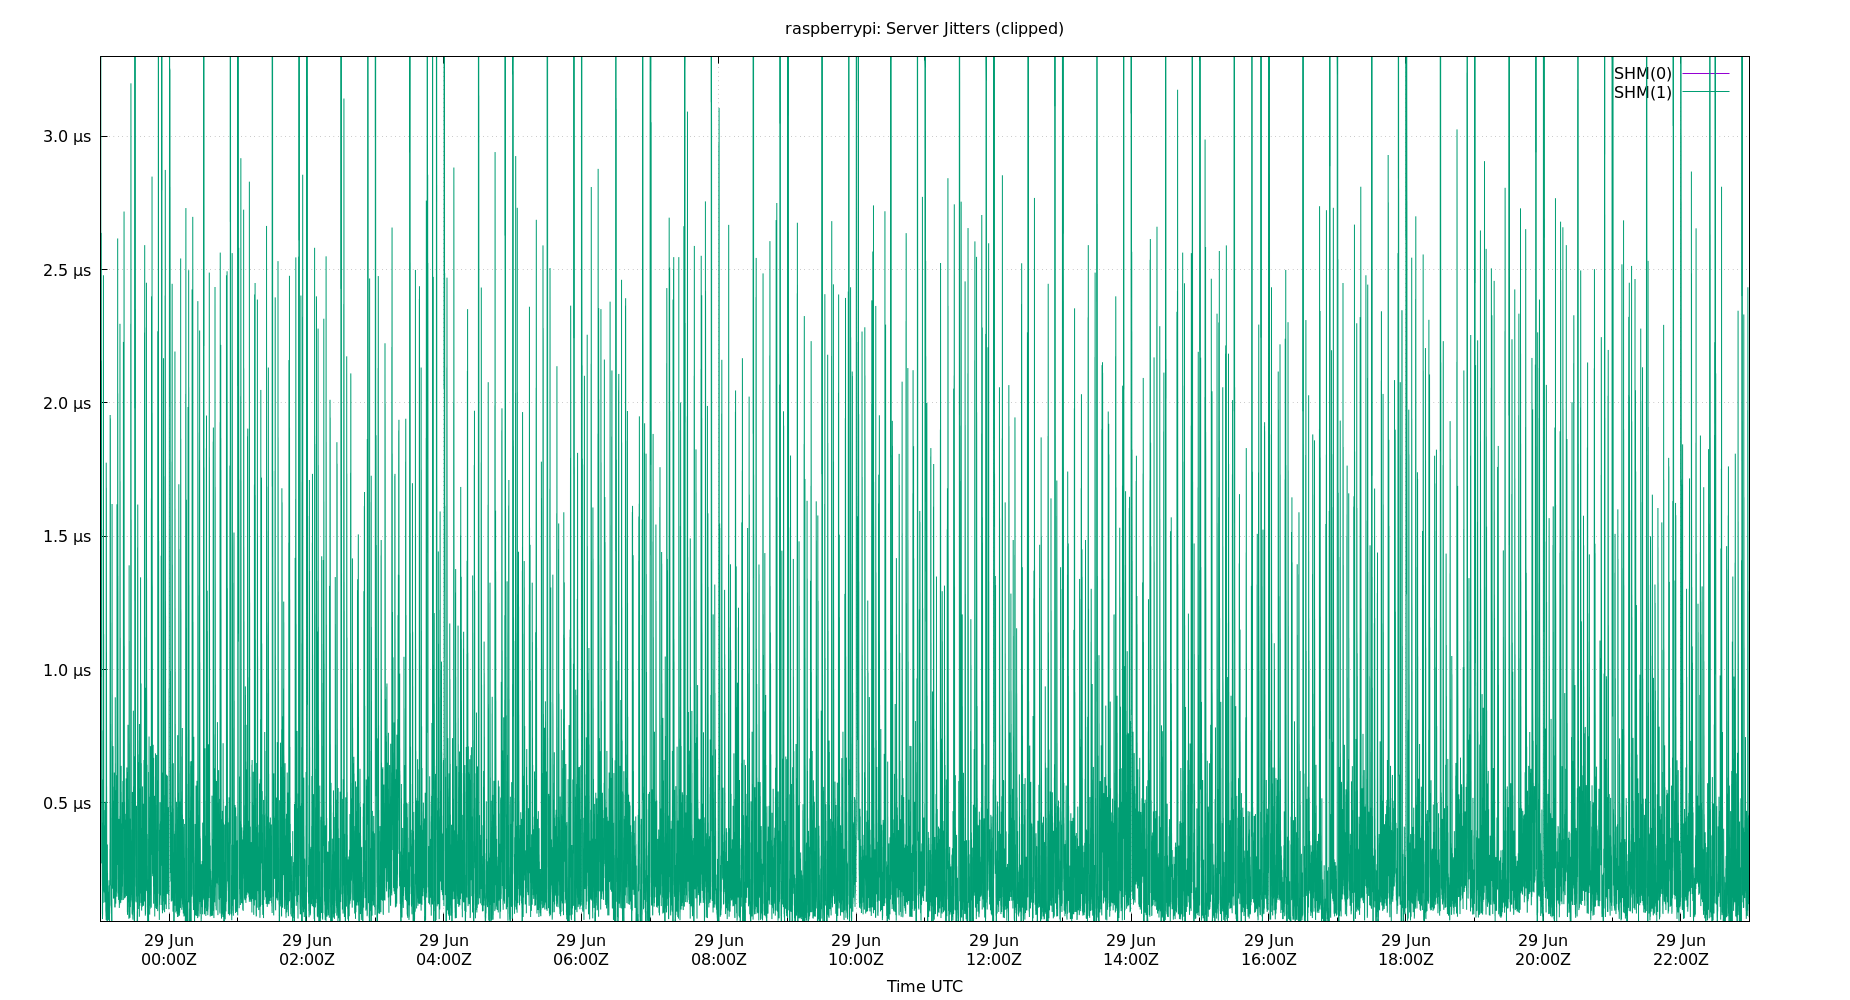 raspberrypi: Server Jitters (clipped)
SHM(0)
SHM(1)
3.0 µs
2.5 µs
2.0 µs
1.5 µs
1.0 µs
0.5 µs
29 Jun 29 Jun 29 Jun 29 Jun 29 Jun 29 Jun 29 Jun 29 Jun 29 Jun 29 Jun 29 Jun 29 Jun
00:00Z 02:00Z 04:00Z 06:00Z 08:00Z 10:00Z 12:00Z 14:00Z 16:00Z 18:00Z 20:00Z 22:00Z
Time UTC